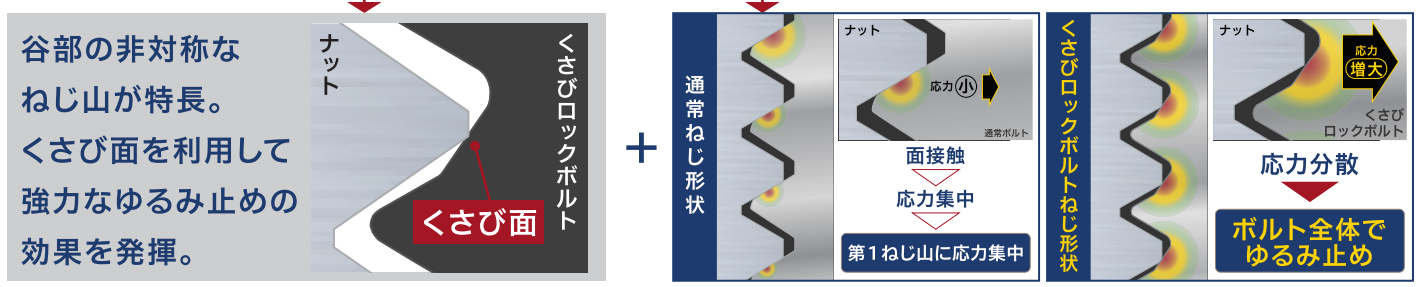 谷部の非対称な
ねじ山が特長。
くさび面を利用して
強力なゆるみ止めの
効果を発揮。
ナット
くさび面
くさびロックボルト
+
通常ねじ形状
ナット
応力小
通常ボルト
面接触
応力集中
第1ねじ山に応力集中
くさびロックボルトねじ形状
ナット
応力
増大
くさび
ロックボルト
応力分散
ボルト全体で
ゆるみ止め